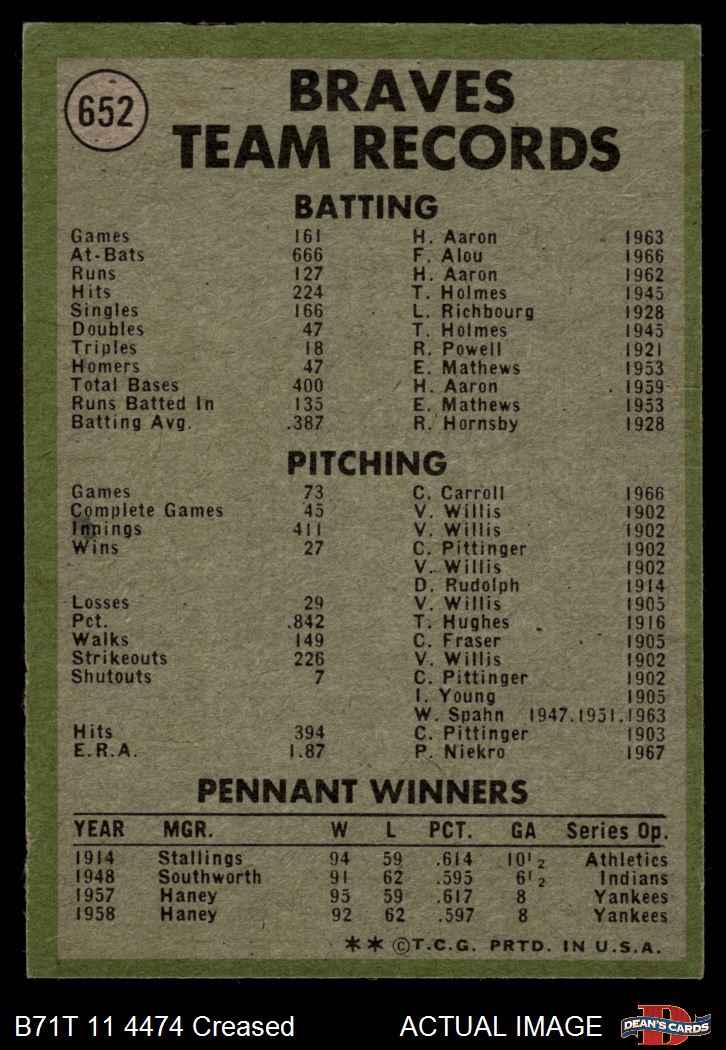 652
BRAVES
TEAM RECORDS
BATTING
Games 161 H. Aaron 1963
At-Bats 666 F. Alou 1966
Runs 127 H. Aaron 1962
Hits 224 T. Holmes 1945
Singles 166 L. Richbourg 1928
Doubles 47 T. Holmes 1945
Triples 18 R. Powell 1921
Homers 47 E. Mathews 1953
Total Bases 400 H. Aaron 1959
Runs Batted In 135 E. Mathews 1953
Batting Avg. .387 R. Hornsby 1928
PITCHING
Games 73 C. Carroll 1966
Complete Games 45 V. Willis 1902
Innings 411 V. Willis 1902
Wins 27 C. Pittinger 1902
V. Willis 1902
D. Rudolph 1914
Losses 29 V. Willis 1905
Pct. .842 T. Hughes 1916
Walks 149 C. Fraser 1905
Strikeouts 226 V. Willis 1902
Shutouts 7 C. Pittinger 1902
I. Young 1905
W. Spahn 1947,1951,1963
Hits 394 C. Pittinger 1903
E.R.A. 1.87 P. Niekro 1967
PENNANT WINNERS
YEAR MGR. W L PCT. GA Series Op.
1914 Stallings 94 59 .614 10½ Athletics
1948 Southworth 91 62 .595 6½ Indians
1957 Haney 95 59 .617 8 Yankees
1958 Haney 92 62 .597 8 Yankees
** ©T.C.G. PRTD. IN U.S.A.
B71T 11 4474 Creased ACTUAL IMAGE
D
DEAN'S CARDS